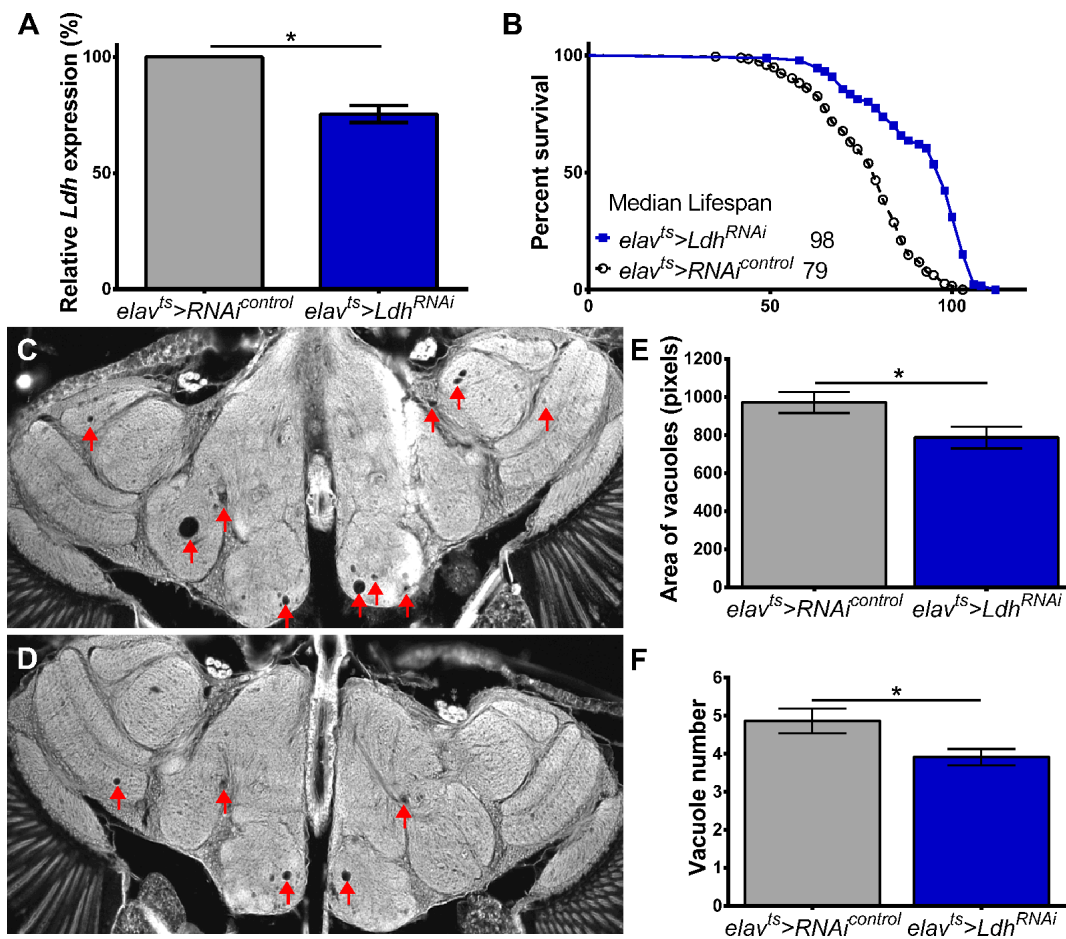 A
Relative Ldh expression (%)
100
50
0
*
elavᵗˢ>RNAiᶜᵒⁿᵗʳᵒˡ
elavᵗˢ>Ldhᴿᴺᴬⁱ
B
Percent survival
100
50
0
Median Lifespan
elavᵗˢ>Ldhᴿᴺᴬⁱ 98
elavᵗˢ>RNAiᶜᵒⁿᵗʳᵒˡ 79
0
50
100
C
D
E
Area of vacuoles (pixels)
1200
1000
800
600
400
200
0
*
elavᵗˢ>RNAiᶜᵒⁿᵗʳᵒˡ
elavᵗˢ>Ldhᴿᴺᴬⁱ
F
Vacuole number
6
5
4
3
2
1
0
*
elavᵗˢ>RNAiᶜᵒⁿᵗʳᵒˡ
elavᵗˢ>Ldhᴿᴺᴬⁱ